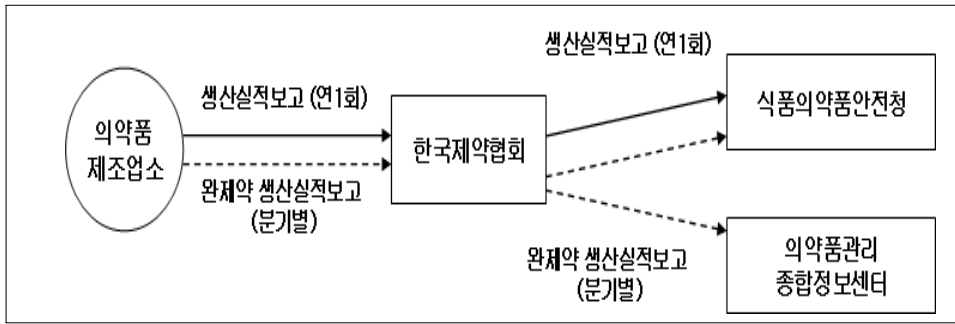 생산실적보고 (연1회)
식품의약품안전청
생산실적보고 (연1회)
의약품
제조업소
한국제약협회
완제약 생산실적보고
(분기별)
완제약 생산실적보고
(분기별)
의약품관리
종합정보센터